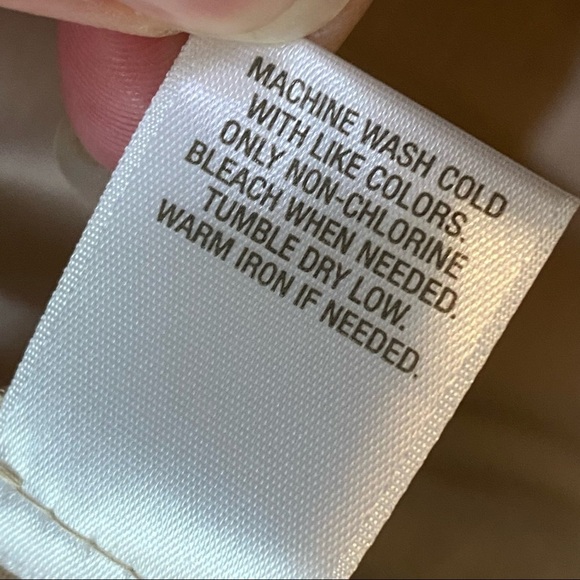 MACHINE WASH COLD
WITH LIKE COLORS.
ONLY NON-CHLORINE
BLEACH WHEN NEEDED.
TUMBLE DRY LOW.
WARM IRON IF NEEDED.